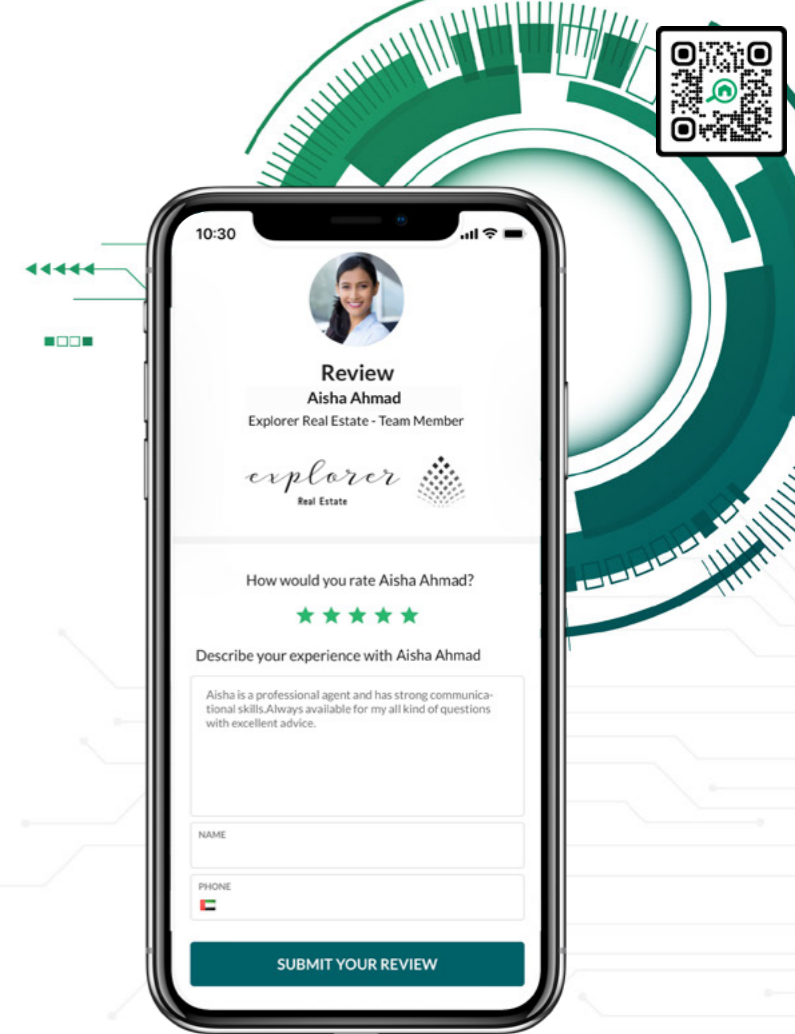 10:30
Review
Aisha Ahmad
Explorer Real Estate - Team Member
explorer
Real Estate
How would you rate Aisha Ahmad?
Describe your experience with Aisha Ahmad
Aisha is a professional agent and has strong communica-
tional skills.Always available for my all kind of questions
with excellent advice.
NAME
PHONE
SUBMIT YOUR REVIEW